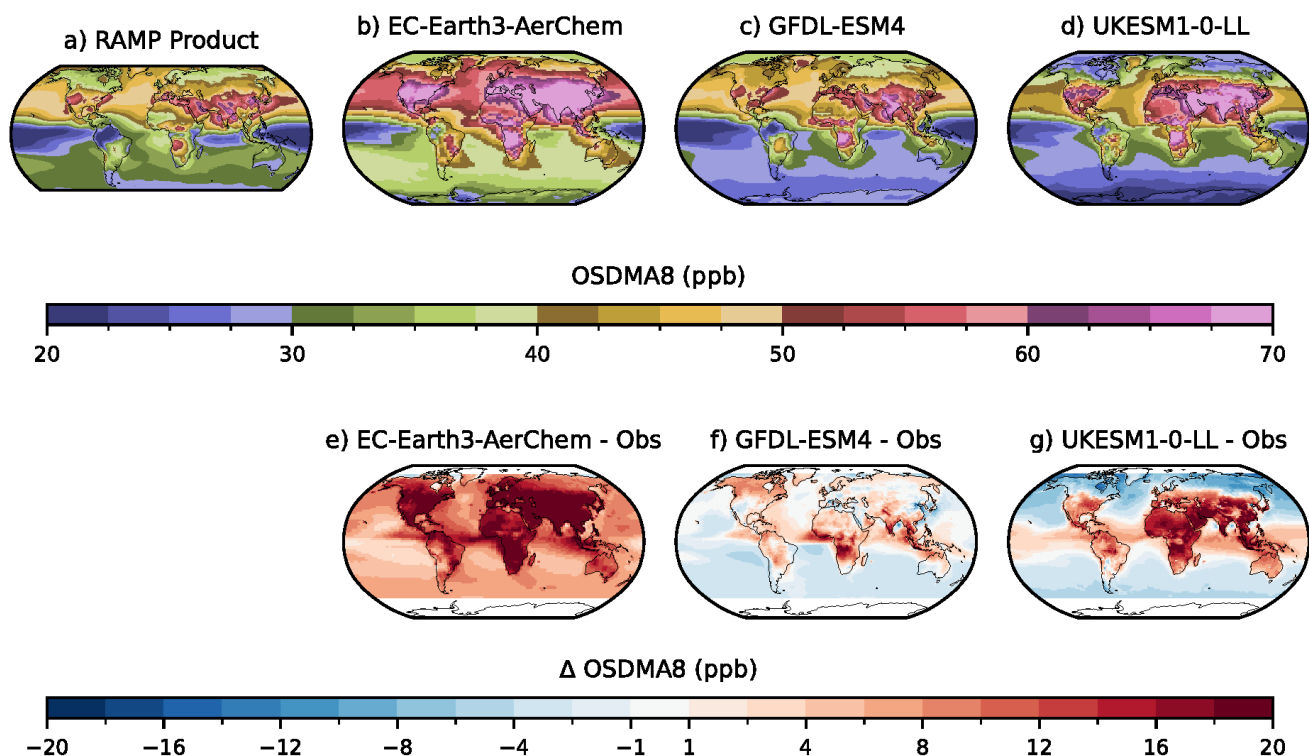 a) RAMP Product
b) EC-Earth3-AerChem
c) GFDL-ESM4
d) UKESM1-0-LL
OSDMA8 (ppb)
20 30 40 50 60 70
e) EC-Earth3-AerChem - Obs
f) GFDL-ESM4 - Obs
g) UKESM1-0-LL - Obs
Δ OSDMA8 (ppb)
−20 −16 −12 −8 −4 −1 1 4 8 12 16 20